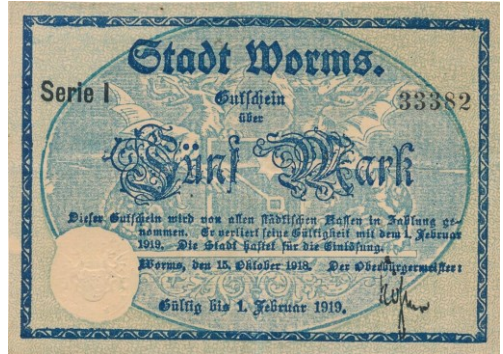 Stadt Worms.
Serie I
Gutschein
33382
über
Fünf Mark
Dieser Gutschein wird von allen städtischen Kassen in Zahlung ge-
nommen. Er verliert seine Gültigkeit mit dem 1. Februar
1919. Die Stadt haftet für die Einlösung.
Worms, den 15. Oktober 1918. Der Oberbürgermeister:
Gültig bis 1. Februar 1919.